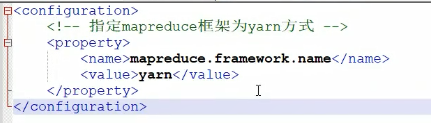 <configuration>
<!-- 指定mapreduce框架为yarn方式 -->
<property>
<name>mapreduce.framework.name</name>
<value>yarn</value>
</property>
</configuration>